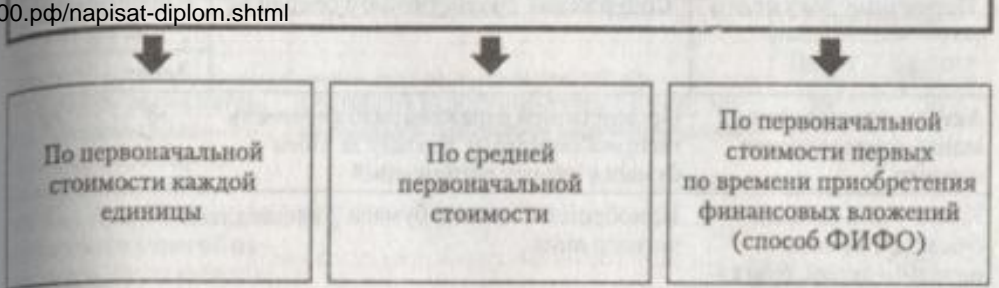 00.рф/napisat-diplom.shtml
По первоначальной
стоимости каждой
единицы
По средней
первоначальной
стоимости
По первоначальной
стоимости первых
по времени приобретения
финансовых вложений
(способ ФИФО)